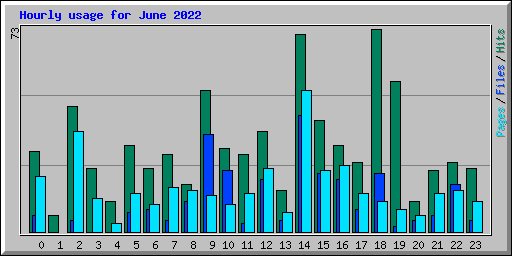 Hourly usage for June 2022
73
Pages / Files / Hits
0 1 2 3 4 5 6 7 8 9 10 11 12 13 14 15 16 17 18 19 20 21 22 23